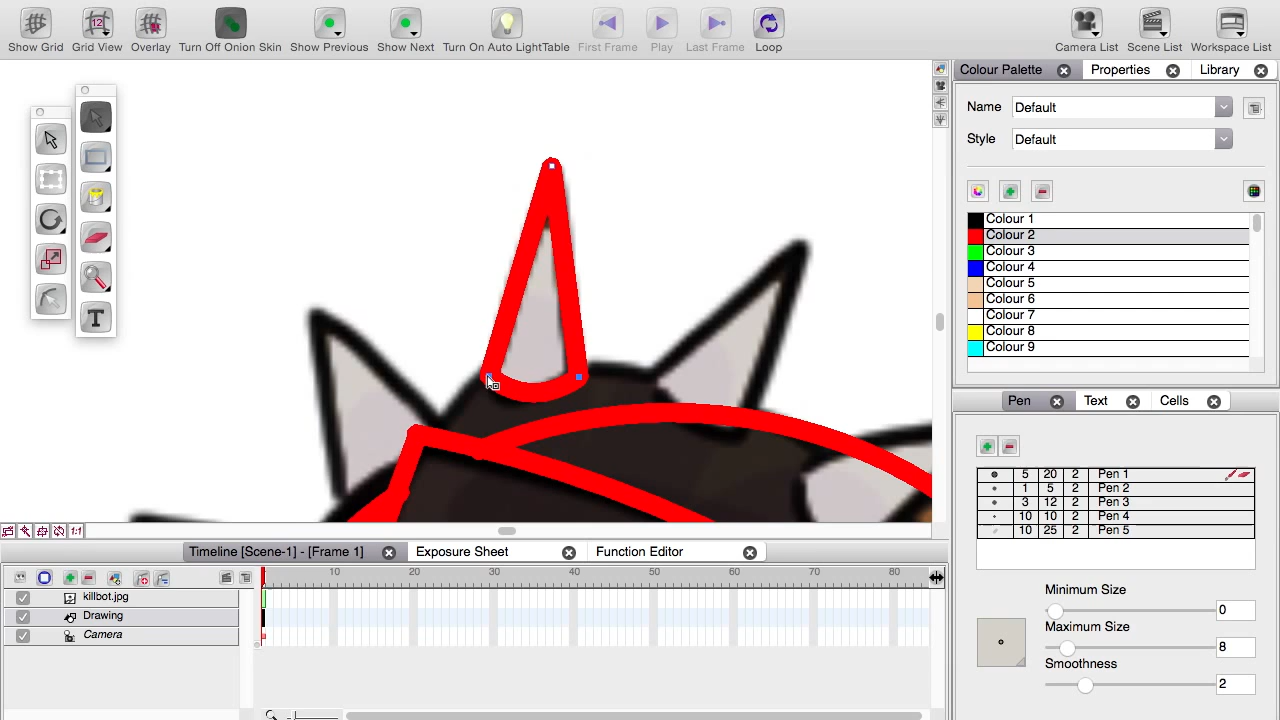 Show Grid Grid View Overlay Turn Off Onion Skin Show Previous Show Next Turn On Auto LightTable First Frame Play Last Frame Loop Camera List Scene List Workspace List
12
Colour Palette Properties Library
Name Default
Style Default
Colour 1
Colour 2
Colour 3
Colour 4
Colour 5
Colour 6
Colour 7
Colour 8
Colour 9
T
Pen Text Cells
5 20 2 Pen 1
1 5 2 Pen 2
3 12 2 Pen 3
10 10 2 Pen 4
10 25 2 Pen 5
1:1
Timeline [Scene-1] - [Frame 1] Exposure Sheet Function Editor
10 20 30 40 50 60 70 80
killbot.jpg
Drawing
Camera
Minimum Size
0
Maximum Size
8
Smoothness
2